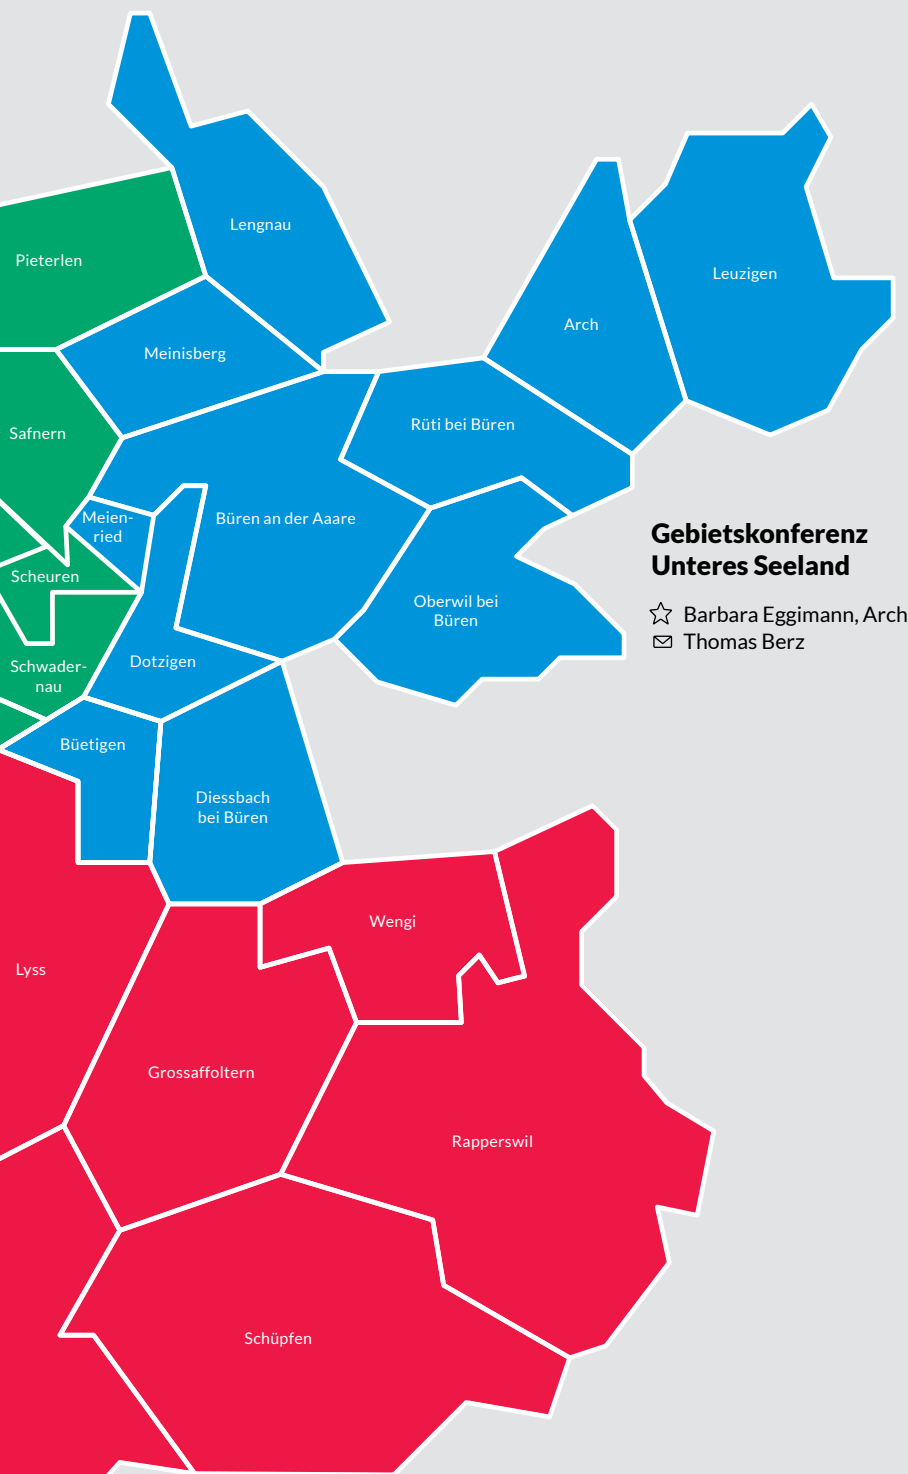 Lengnau
Pieterlen
Leuzigen
Arch
Meinisberg
Safnern
Rüti bei Büren
Meien-
ried
Büren an der Aaare
Gebietskonferenz
Unteres Seeland
Scheuren
Oberwil bei
Büren
Barbara Eggimann, Arch
Thomas Berz
Schwader-
nau
Dotzigen
Büetigen
Diessbach
bei Büren
Wengi
Lyss
Grossaffoltern
Rapperswil
Schüpfen